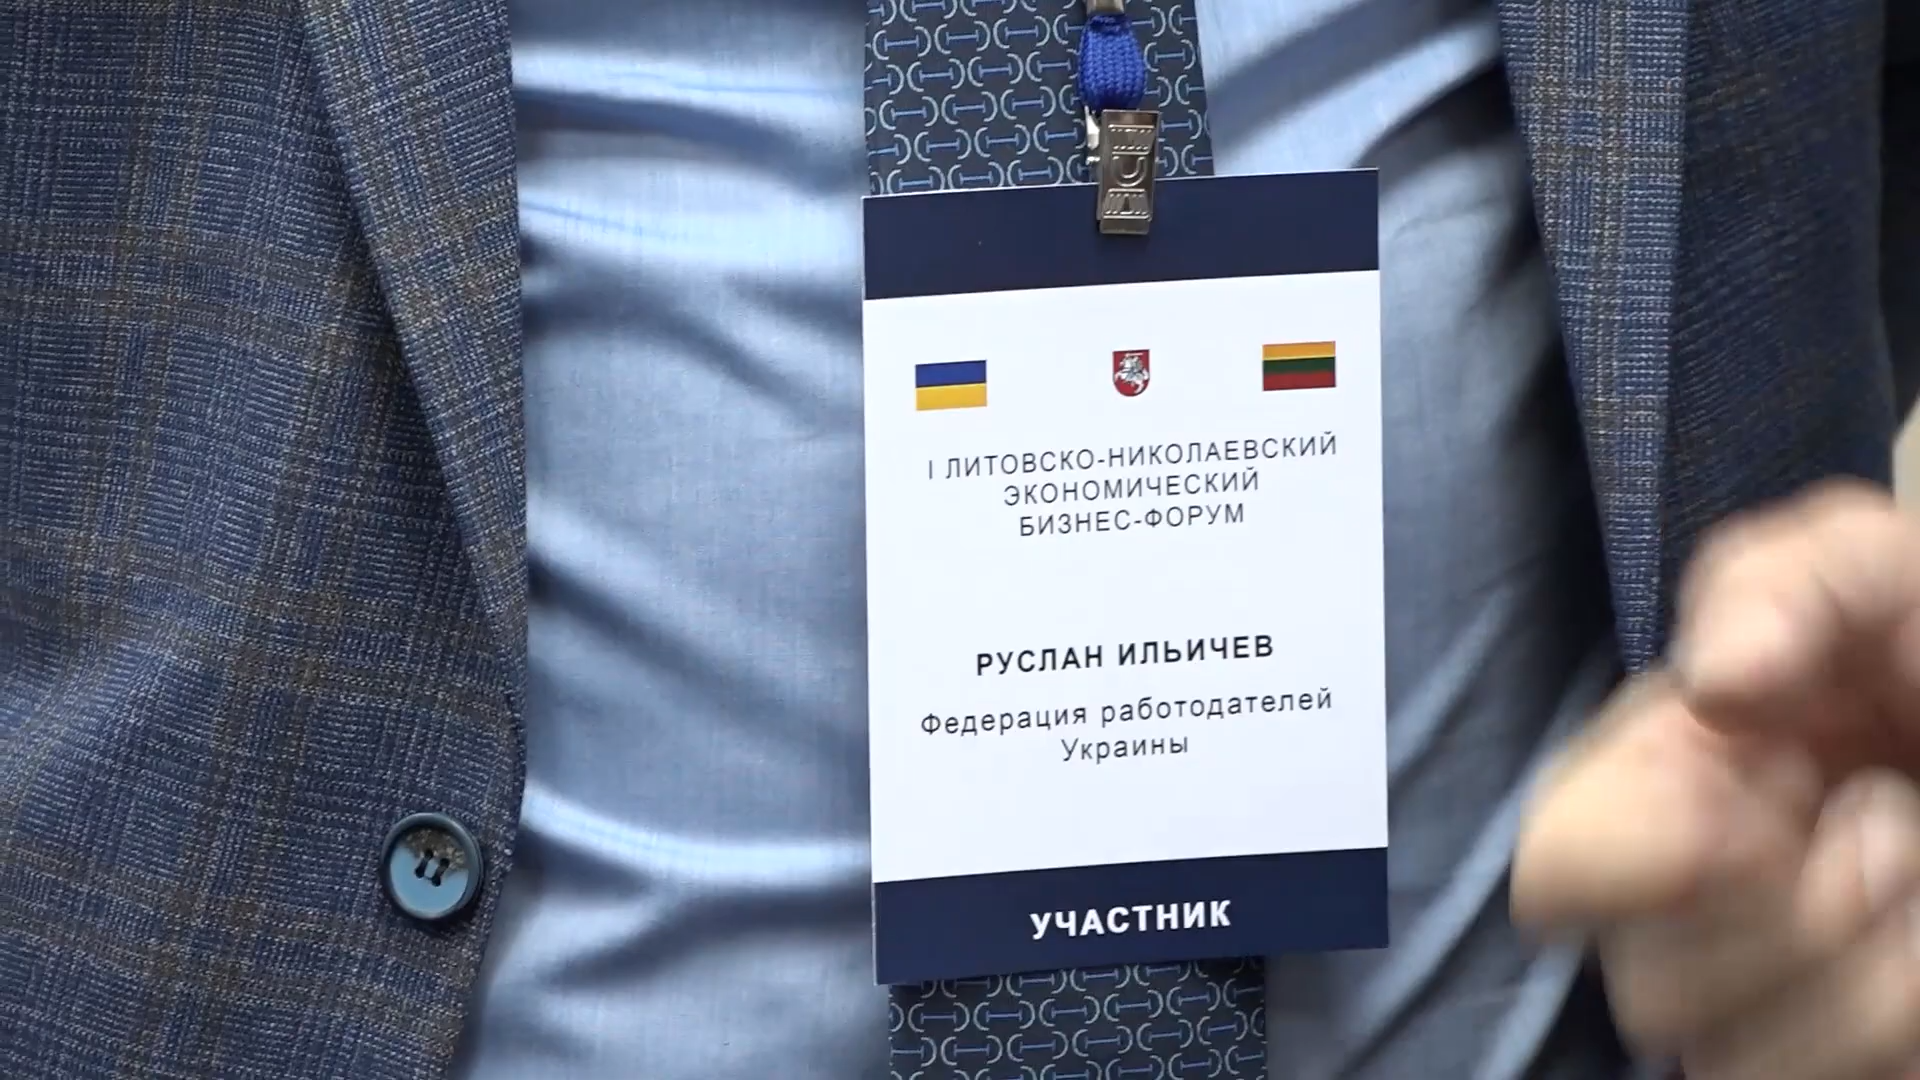 I ЛИТОВСКО-НИКОЛАЕВСКИЙ
ЭКОНОМИЧЕСКИЙ
БИЗНЕС-ФОРУМ
РУСЛАН ИЛЬИЧЕВ
Федерация работодателей
Украины
УЧАСТНИК